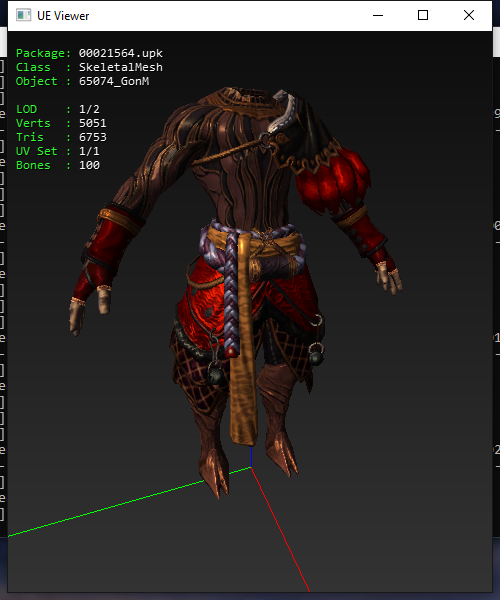 UE Viewer
Package: 00021564.upk
Class : SkeletalMesh
Object : 65074_GonM
LOD : 1/2
Verts : 5051
Tris : 6753
UV Set : 1/1
Bones : 100